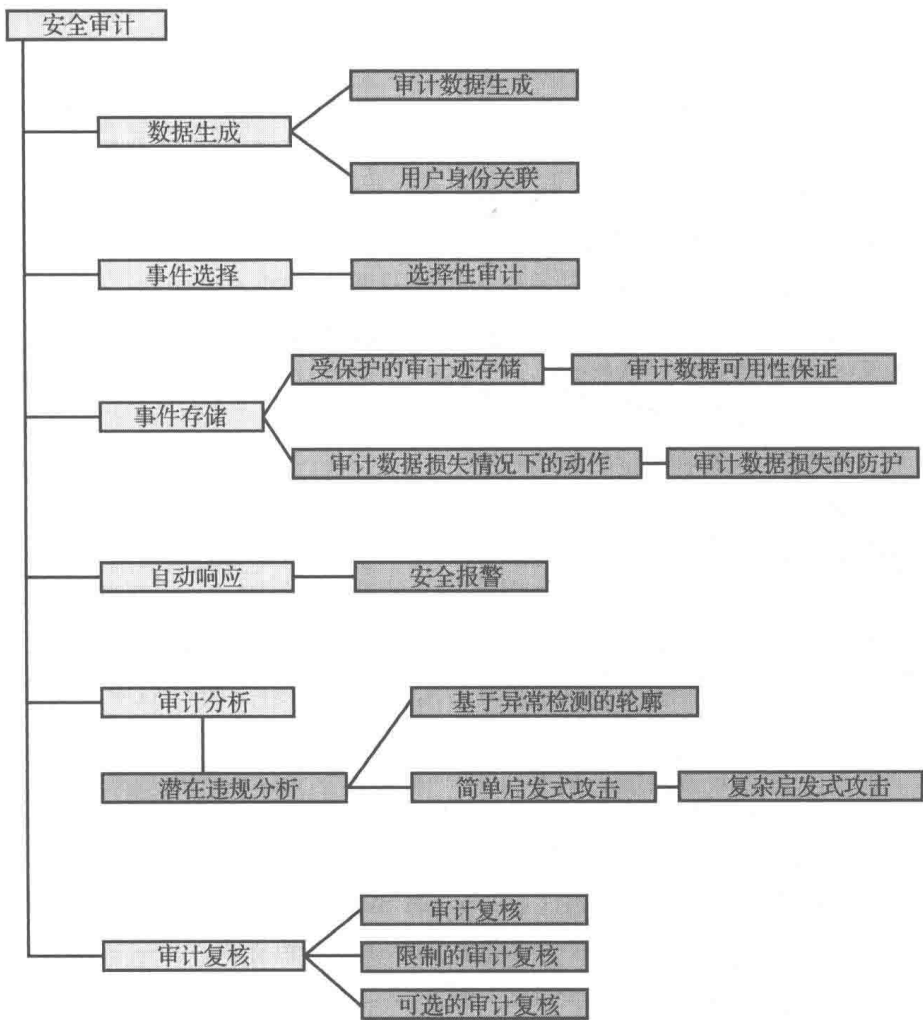 安全审计
审计数据生成
数据生成
用户身份关联
事件选择
选择性审计
受保护的审计迹存储
审计数据可用性保证
事件存储
审计数据损失情况下的动作
审计数据损失的防护
自动响应
安全报警
审计分析
基于异常检测的轮廓
潜在违规分析
简单启发式攻击
复杂启发式攻击
审计复核
审计复核
限制的审计复核
可选的审计复核